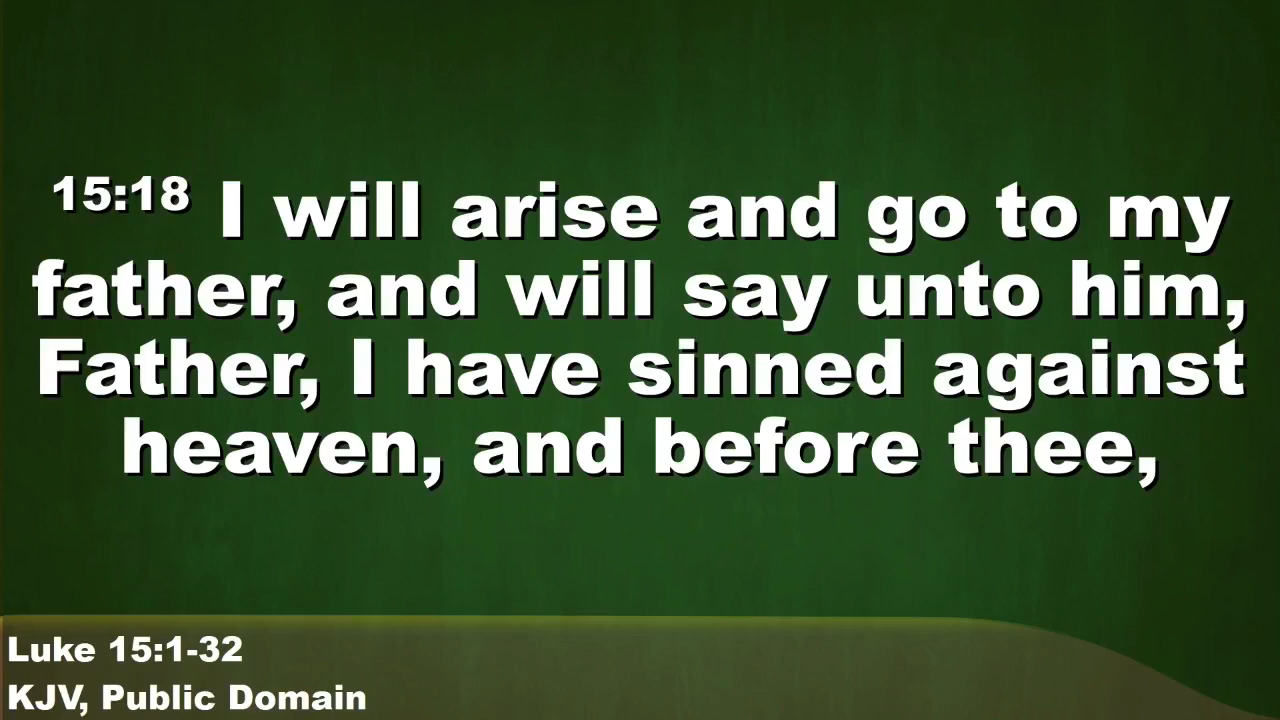 15:18 I will arise and go to my
father, and will say unto him,
Father, I have sinned against
heaven, and before thee,
Luke 15:1-32
KJV, Public Domain